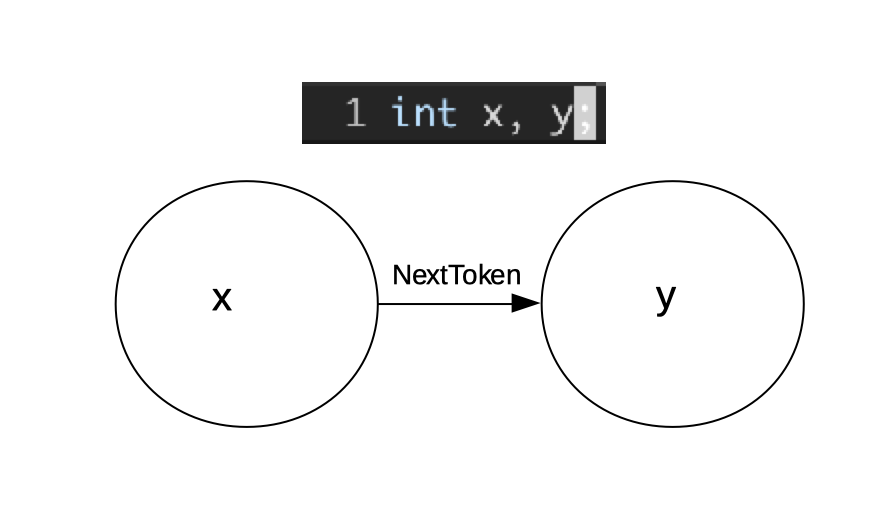 1 int x, y;
NextToken
x
y